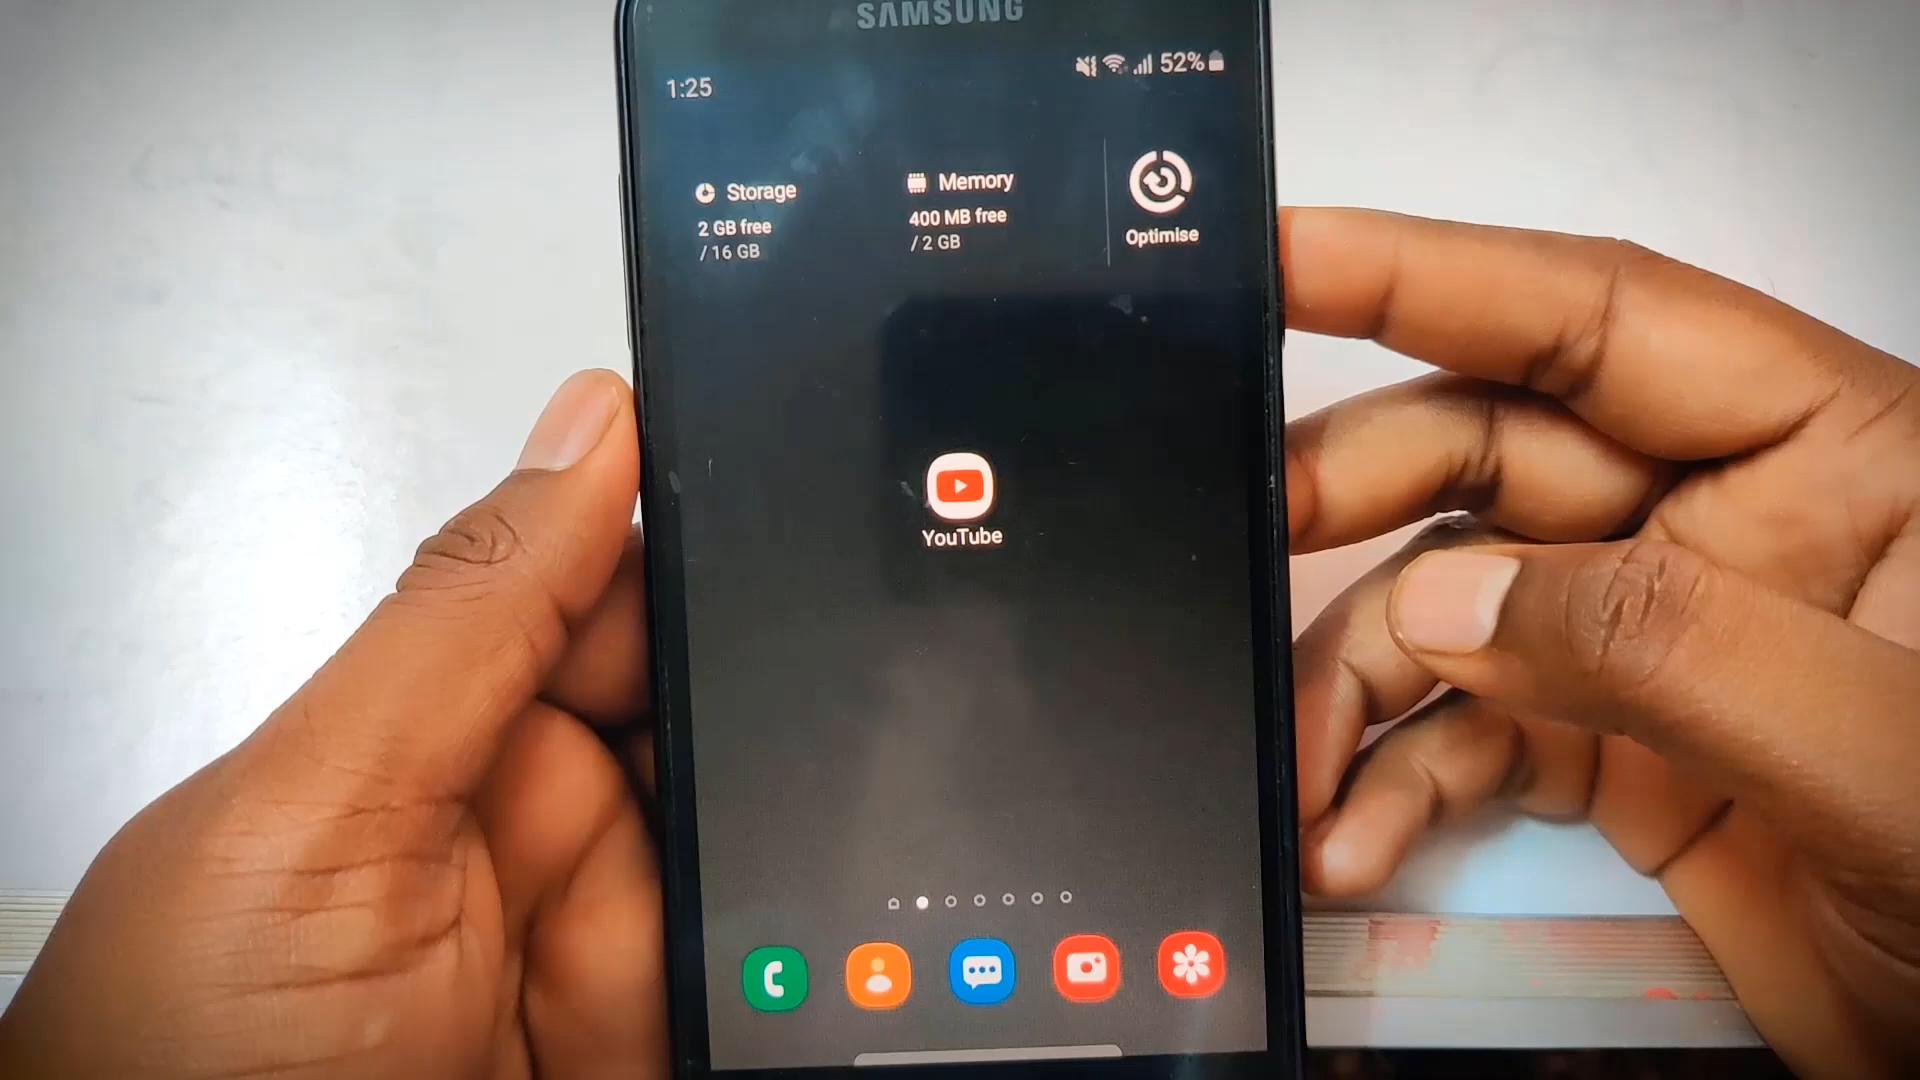 SAMSUNG
1:25
52%
Storage
2 GB free
/ 16 GB
Memory
400 MB free
/ 2 GB
Optimise
YouTube